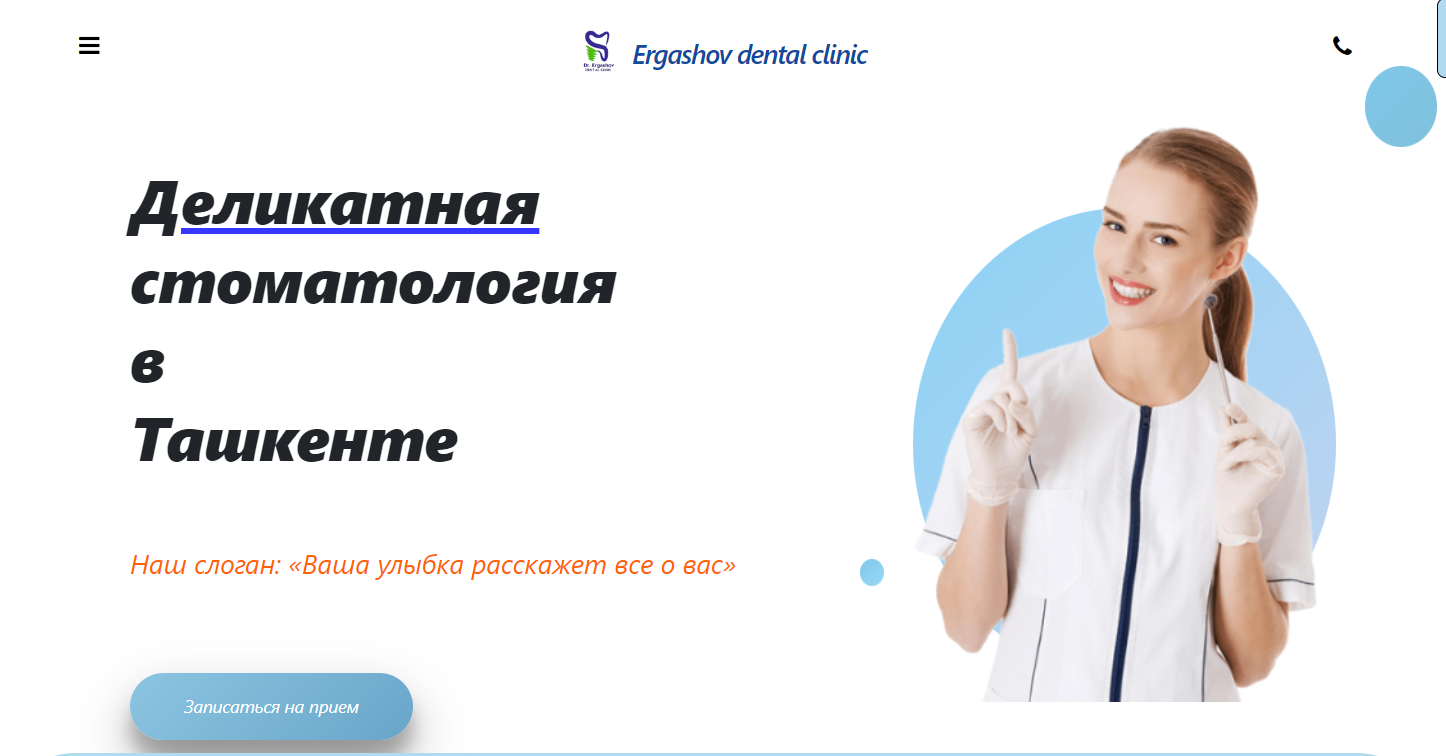 Dr. Ergashov
DENTAL CLINIC
Ergashov dental clinic
Деликатная
стоматология
в
Ташкенте
Наш слоган: «Ваша улыбка расскажет все о вас»
Записаться на прием